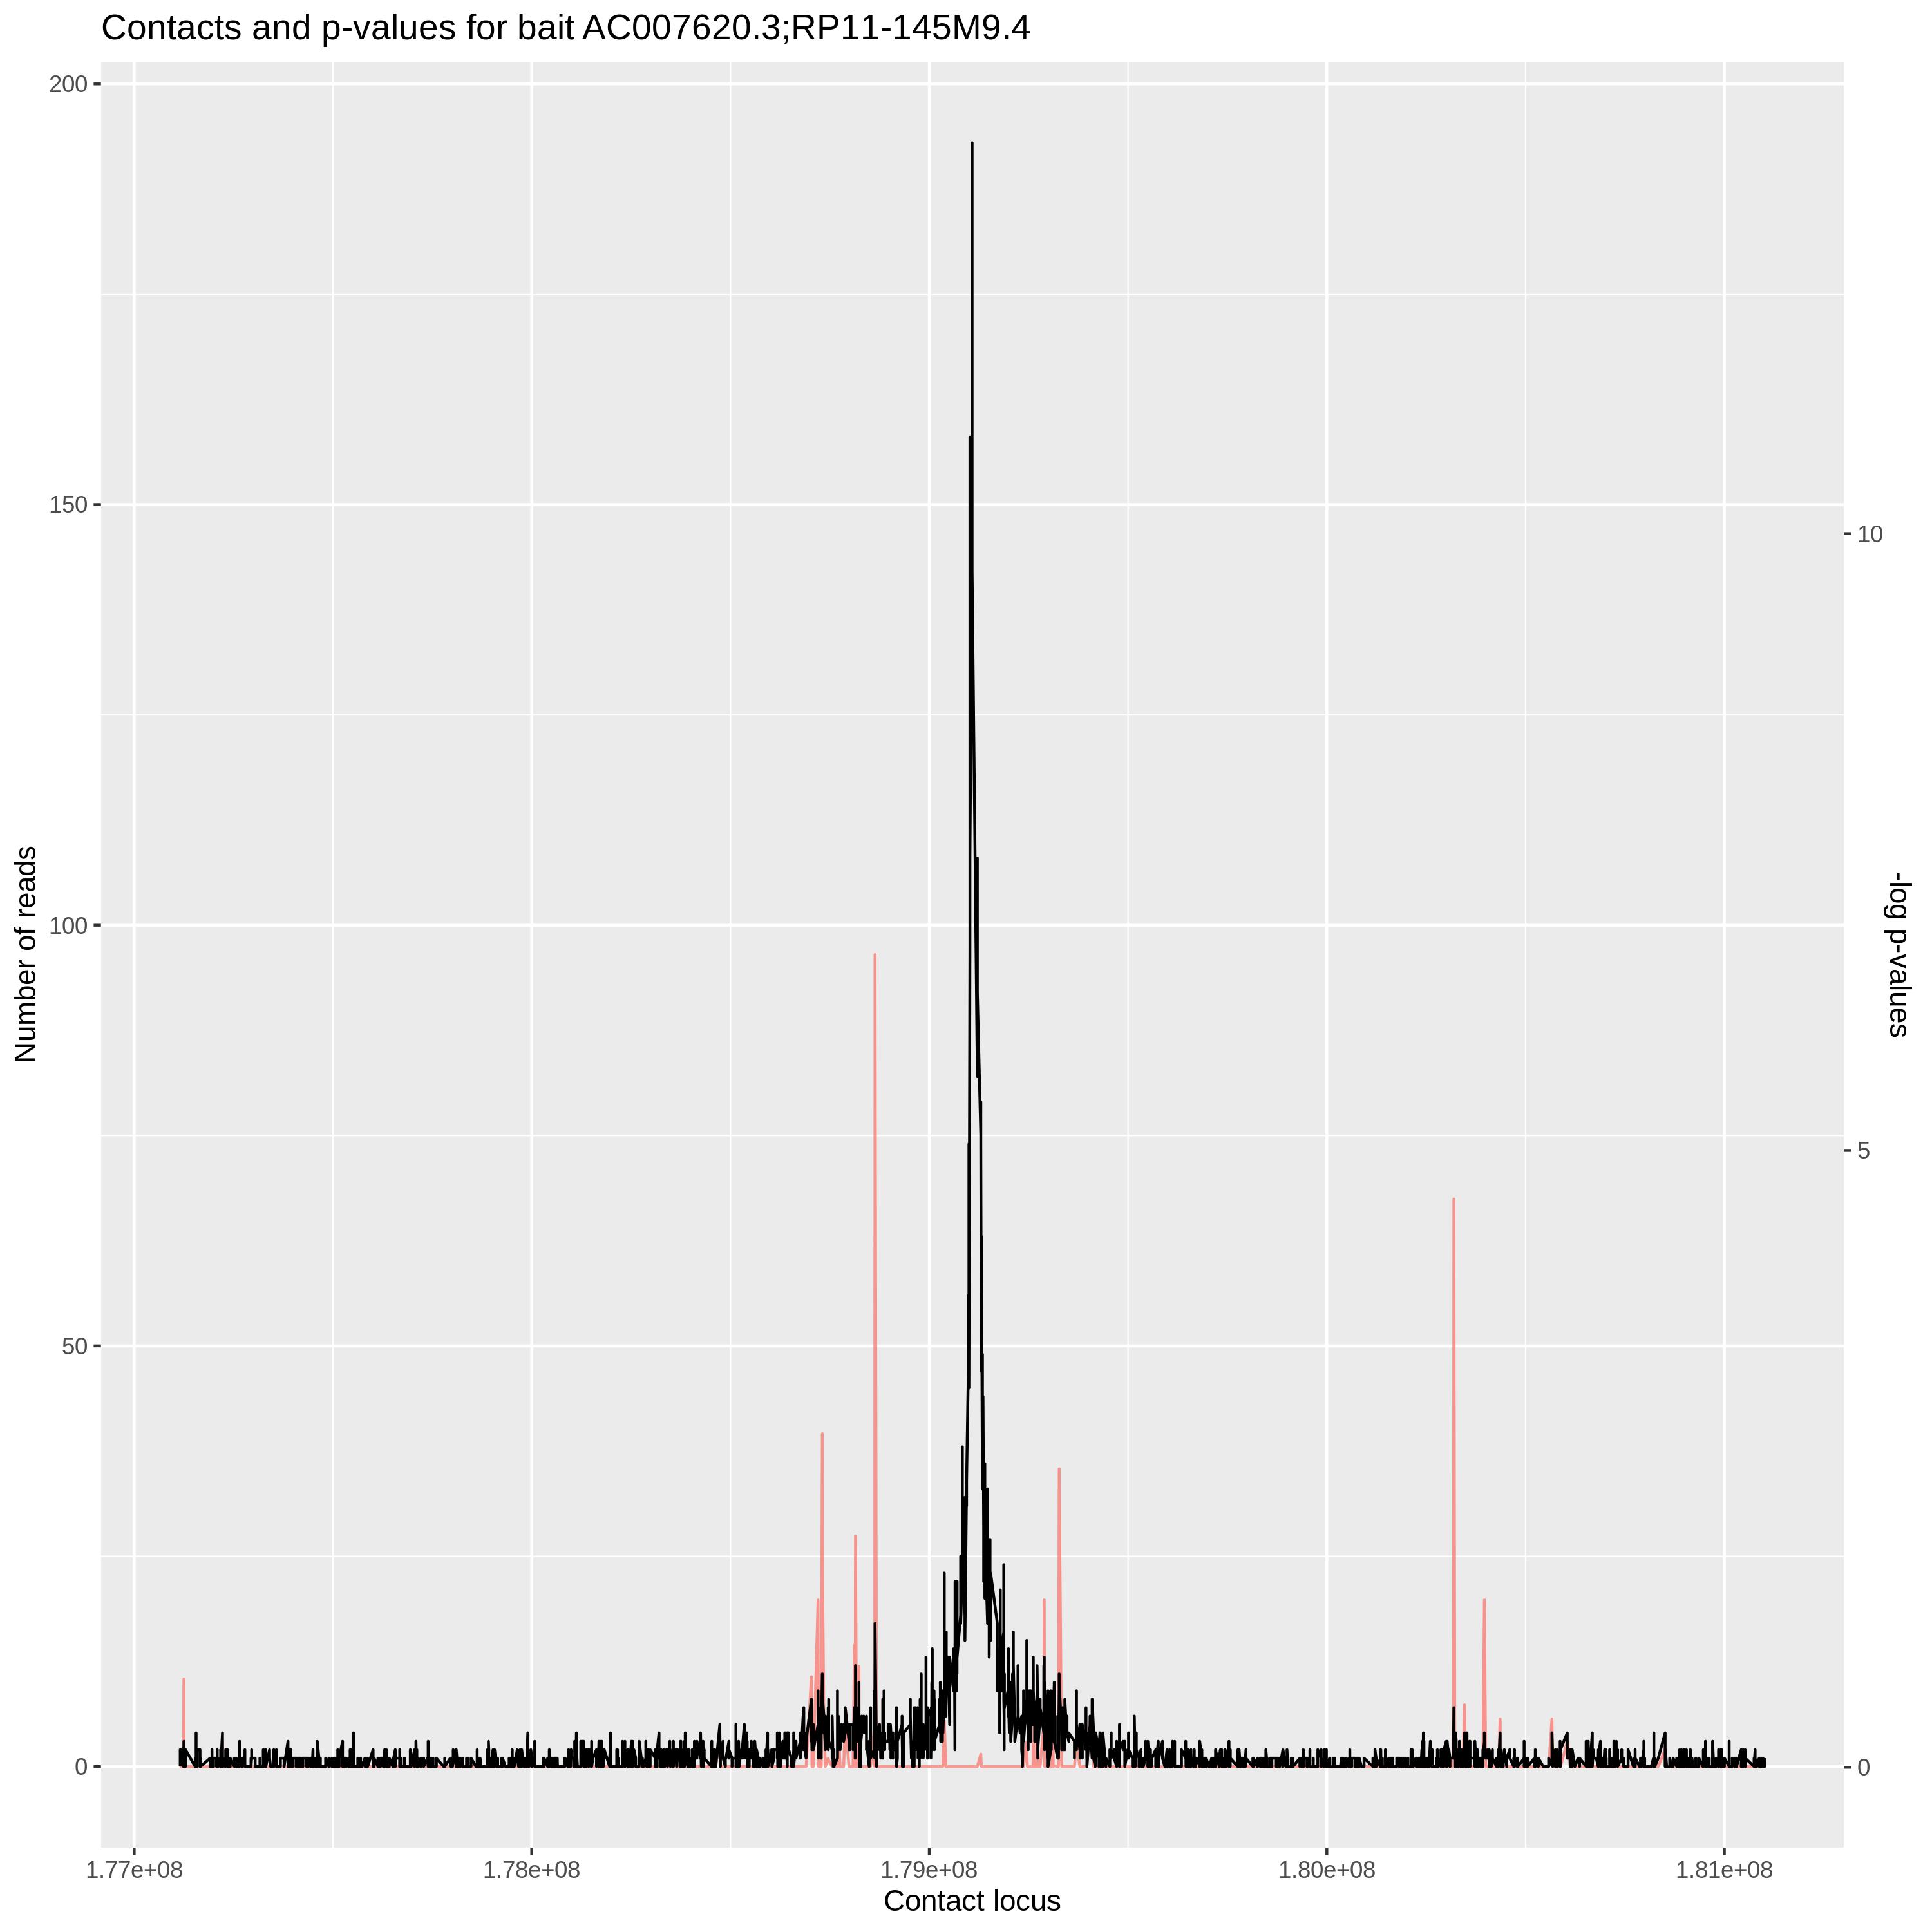 Contacts and p-values for bait AC007620.3;RP11-145M9.4
200
150
100
50
0
Number of reads
10
5
0
-log p-values
1.77e+08
1.78e+08
1.79e+08
1.80e+08
1.81e+08
Contact locus